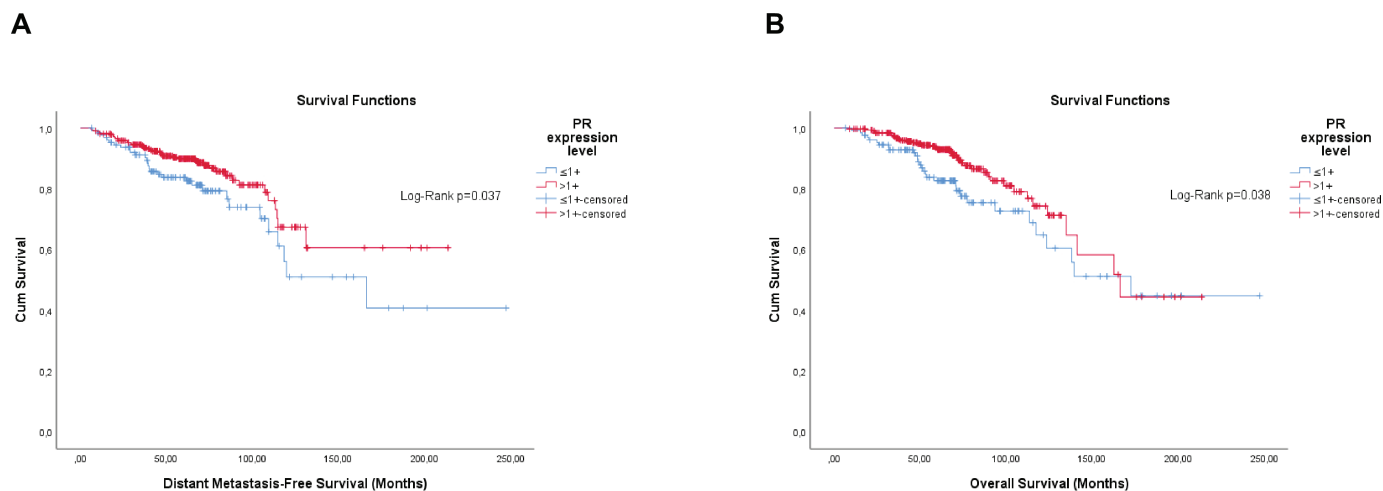 A
Survival Functions
Cum Survival
1,0
0,8
0,6
0,4
0,2
0,0
,00
50,00
100,00
150,00
200,00
250,00
Distant Metastasis-Free Survival (Months)
Log-Rank p=0.037
PR
expression
level
≤1+
>1+
≤1+-censored
>1+-censored
B
Survival Functions
Cum Survival
1,0
0,8
0,6
0,4
0,2
0,0
,00
50,00
100,00
150,00
200,00
250,00
Overall Survival (Months)
Log-Rank p=0.038
PR
expression
level
≤1+
>1+
≤1+-censored
>1+-censored